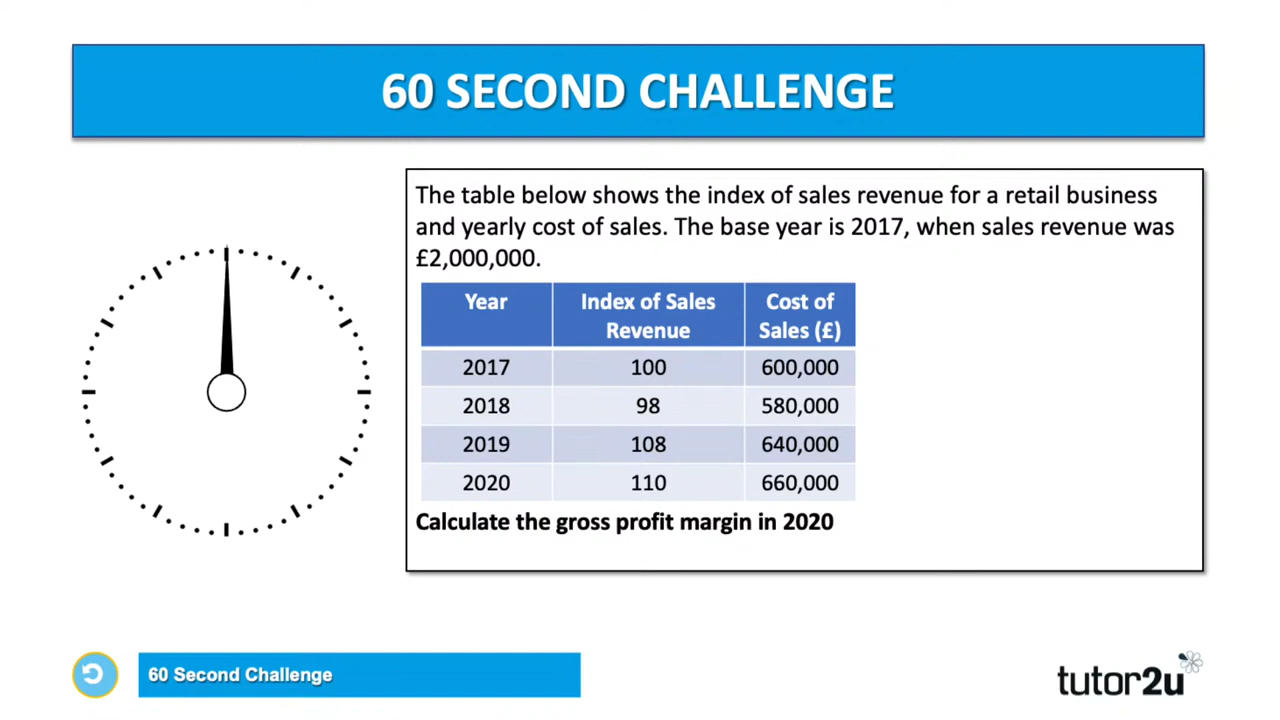 60 SECOND CHALLENGE
The table below shows the index of sales revenue for a retail business
and yearly cost of sales. The base year is 2017, when sales revenue was
£2,000,000.
Year Index of Sales Revenue Cost of Sales (£)
2017 100 600,000
2018 98 580,000
2019 108 640,000
2020 110 660,000
Calculate the gross profit margin in 2020
60 Second Challenge
tutor2u